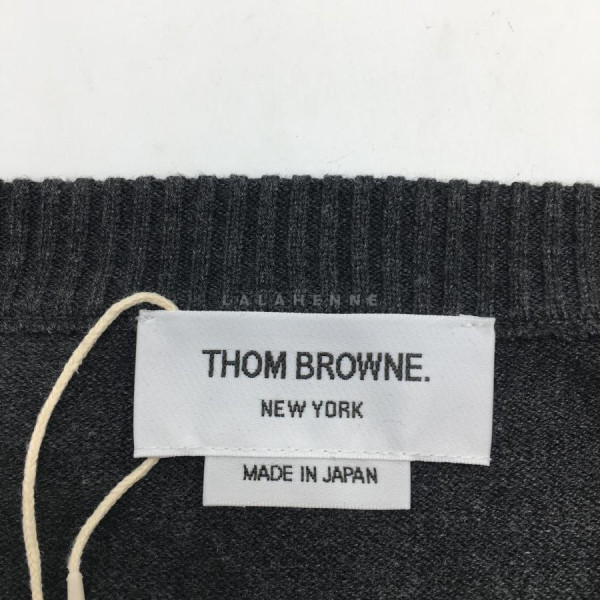 LALAHENNE
THOM BROWNE.
NEW YORK
MADE IN JAPAN